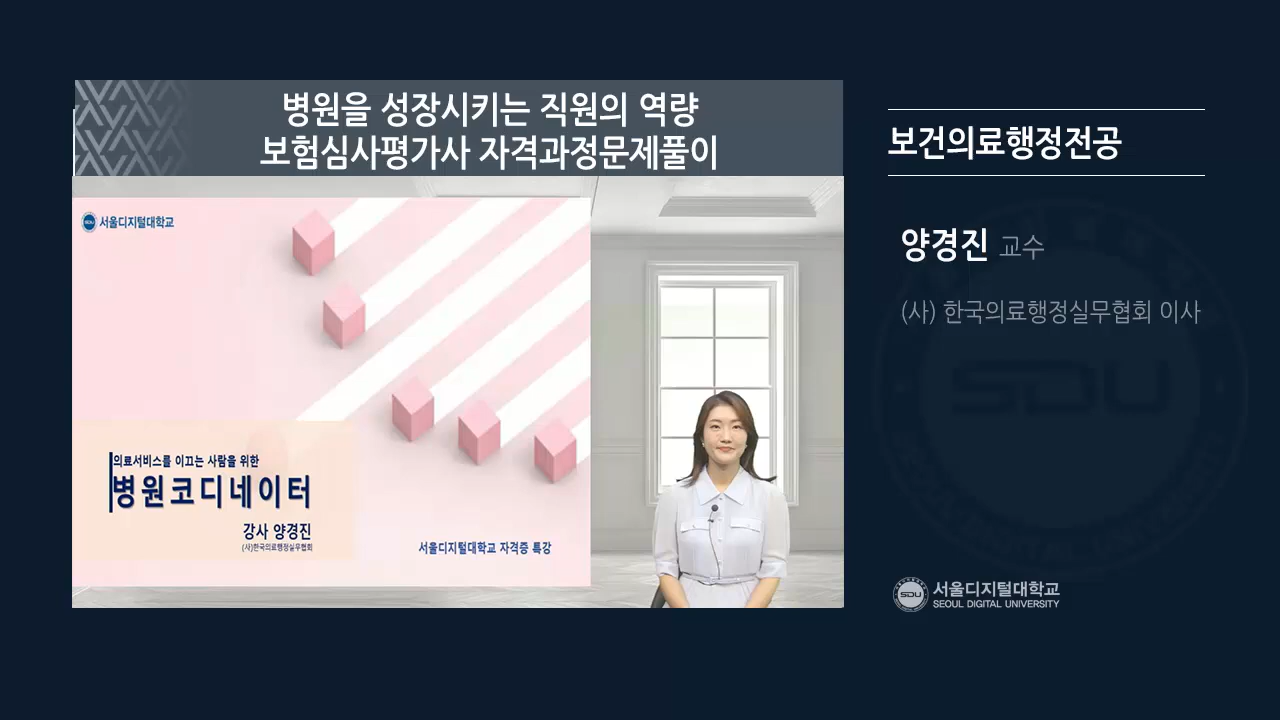 병원을 성장시키는 직원의 역량
보험심사평가사 자격과정문제풀이
SDU 서울디지털대학교
의료서비스를 이끄는 사람을 위한
병원코디네이터
강사 양경진
(사)한국의료행정실무협회
서울디지털대학교 자격증 특강
보건의료행정전공
양경진 교수
(사) 한국의료행정실무협회 이사
SDU
SDU 서울디지털대학교
SEOUL DIGITAL UNIVERSITY